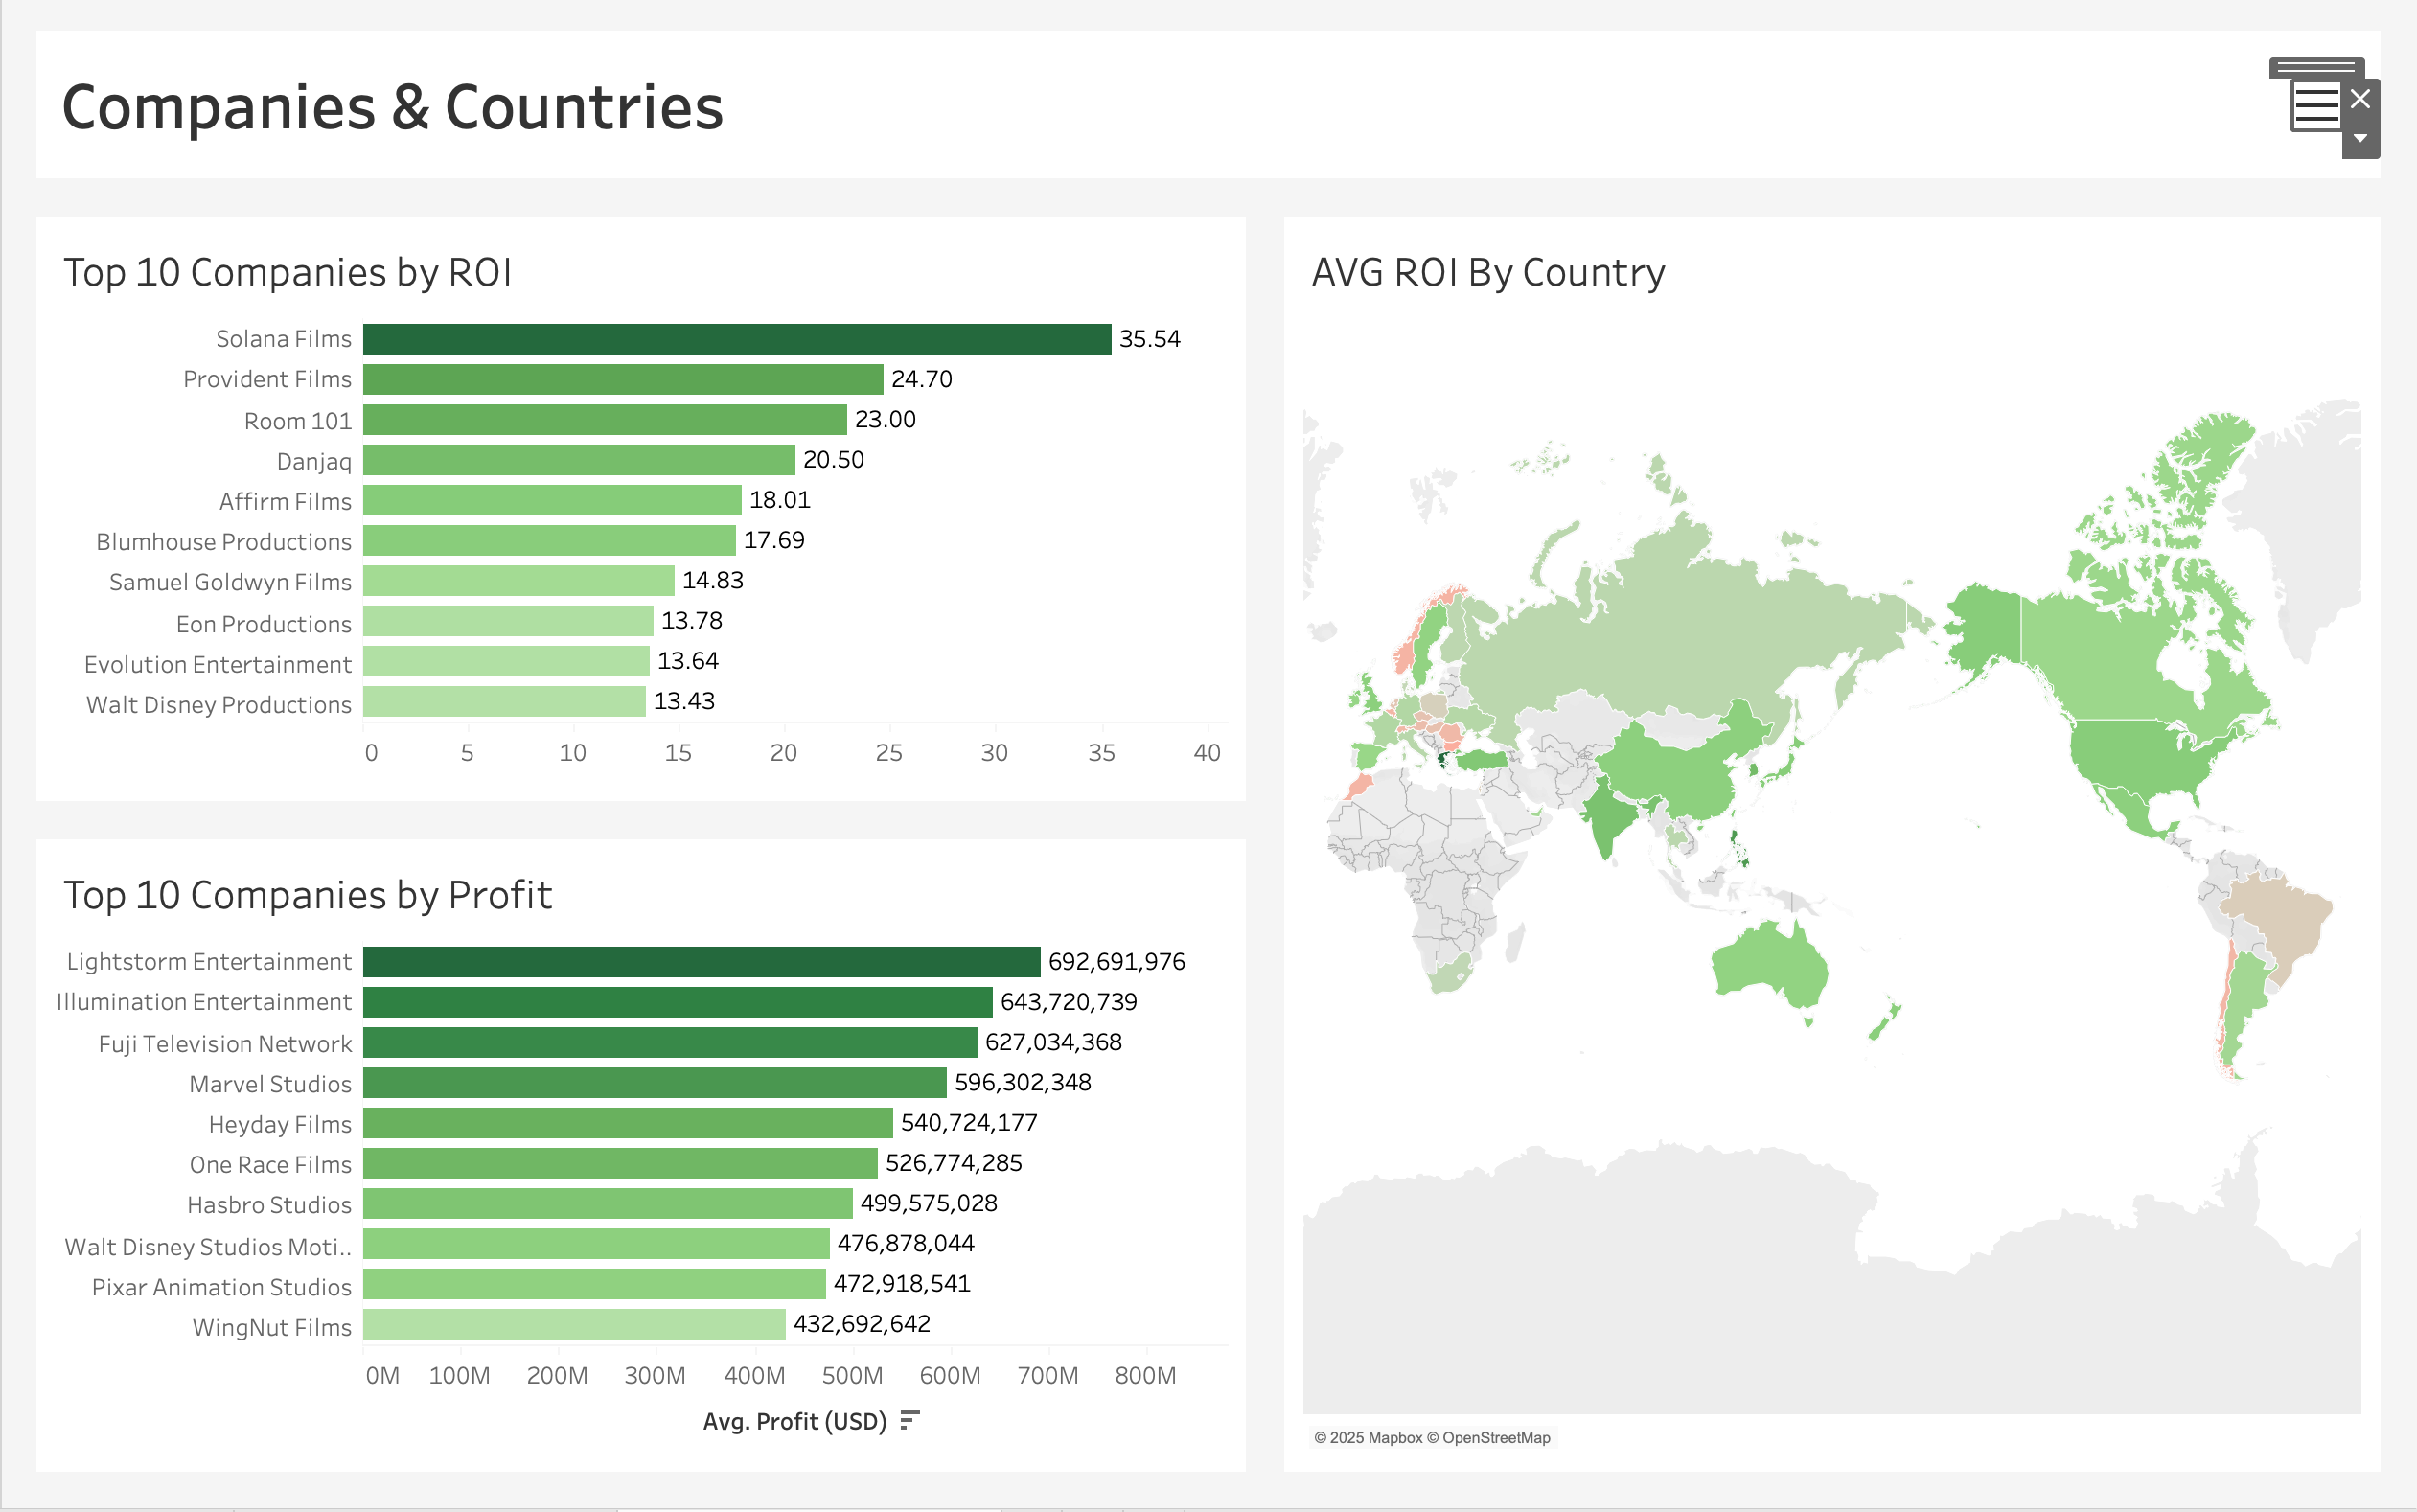 Companies & Countries
Top 10 Companies by ROI
Solana Films 35.54
Provident Films 24.70
Room 101 23.00
Danjaq 20.50
Affirm Films 18.01
Blumhouse Productions 17.69
Samuel Goldwyn Films 14.83
Eon Productions 13.78
Evolution Entertainment 13.64
Walt Disney Productions 13.43
0 5 10 15 20 25 30 35 40
Top 10 Companies by Profit
Lightstorm Entertainment 692,691,976
Illumination Entertainment 643,720,739
Fuji Television Network 627,034,368
Marvel Studios 596,302,348
Heyday Films 540,724,177
One Race Films 526,774,285
Hasbro Studios 499,575,028
Walt Disney Studios Moti.. 476,878,044
Pixar Animation Studios 472,918,541
WingNut Films 432,692,642
0M 100M 200M 300M 400M 500M 600M 700M 800M
Avg. Profit (USD)
AVG ROI By Country
© 2025 Mapbox © OpenStreetMap